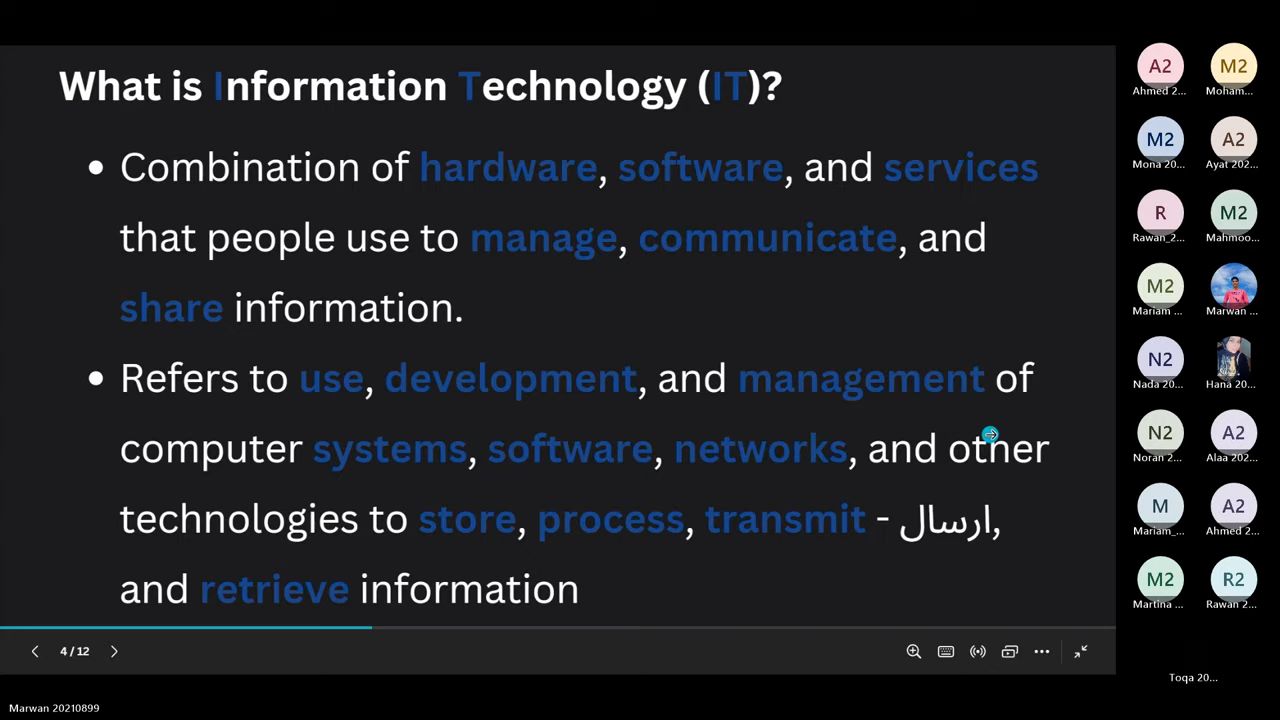 What is Information Technology (IT)?
• Combination of hardware, software, and services
that people use to manage, communicate, and
share information.
• Refers to use, development, and management of
computer systems, software, networks, and other
technologies to store, process, transmit - ارسال,
and retrieve information
4 / 12
Marwan 20210899
A2 M2
Ahmed 2... Moham...
M2 A2
Mona 20... Ayat 202...
R M2
Rawan_2... Mahmoo...
M2
Mariam ... Marwan ...
N2
Nada 20... Hana 20...
N2 A2
Noran 2... Alaa 202...
M A2
Mariam_... Ahmed 2...
M2 R2
Martina ... Rawan 2...
Toqa 20...